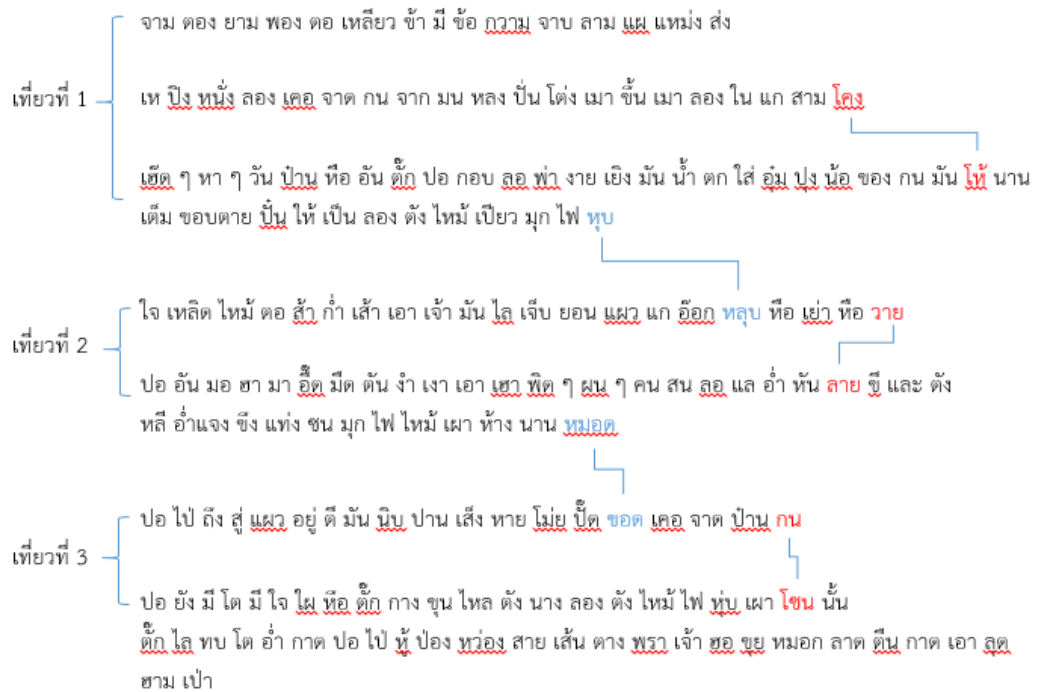 จาม ตอง ยาม พอง ตอ เหลียว ข้า มี ข้อ กวาม จาบ ลาม แผ แหม่ง ส่ง
เที่ยวที่ 1
เห ปิง หนั่ง ลอง เคอ จาด กน จาก มน หลง ปั่น โต่ง เมา ขึ้น เมา ลอง ใน แก สาม โคง
เฮ๊ด ๆ หา ๆ วัน ป๋าน หือ อัน ตั๊ก ปอ กอบ ลอ ฟ่า งาย เยิง มัน น้ำ ตก ใส่ อุ๋ม ปุง น้อ ของ กน มัน โห้ นาน
เต็ม ขอบตาย ปั๋น ให้ เป็น ลอง ตัง ไหม้ เปียว มุก ไฟ หุบ
ใจ เหลิด ไหม้ ตอ ส้า ก่ำ เส้า เอา เจ้า มัน ไล เจ็บ ยอน แผว แก อ๊อก หลุบ หือ เย่า หือ วาย
เที่ยวที่ 2
ปอ อัน มอ ฮา มา อื๊ด มืด ตัน งำ เงา เอา เฮา พิด ๆ ผน ๆ คน สน ลอ แล อ่ำ หัน ลาย ขี และ ตัง
หลี อ่ำแจง ขึง แท่ง ซน มุก ไฟ ไหม้ เผา ห้าง นาน หมอด
ปอ ไป่ ถึง สู่ แผว อยู่ ตี มัน นิบ ปาน เส็ง หาย โม่ย ปั๊ด ขอด เคอ จาด ป๋าน กน
เที่ยวที่ 3
ปอ ยัง มี โต มี ใจ ใผ หือ ตั๊ก กาง ขุน ไหล ตัง นาง ลอง ตัง ไหม้ ไฟ หุ่บ เผา โซน นั้น
ตั๊ก ไล ทบ โต อ่ำ กาด ปอ ไป่ หู้ ป่อง หว่อง สาย เส้น ตาง พรา เจ้า ฮอ ขุย หมอก ลาด ตีน กาด เอา ลุด
ฮาม เป่า